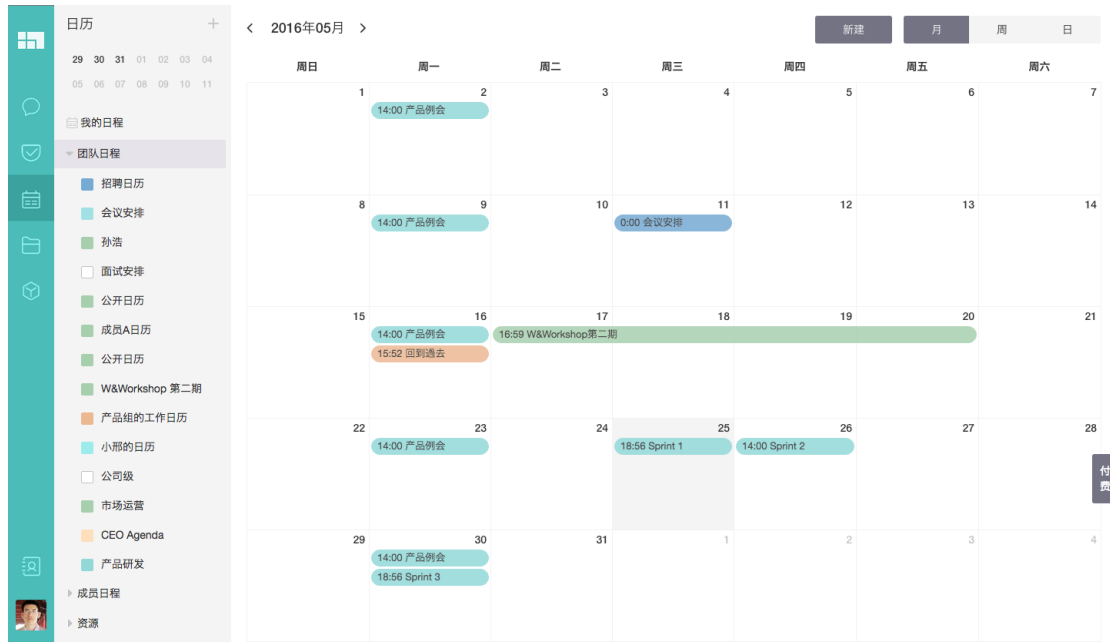 日历 +
29 30 31 01 02 03 04
05 06 07 08 09 10 11
我的日程
团队日程
招聘日历
会议安排
孙浩
面试安排
公开日历
成员A日历
公开日历
W&Workshop 第二期
产品组的工作日历
小邢的日历
公司级
市场运营
CEO Agenda
产品研发
成员日程
资源
2016年05月
新建 月 周 日
周日 周一 周二 周三 周四 周五 周六
1 2 3 4 5 6 7
14:00 产品例会
8 9 10 11 12 13 14
14:00 产品例会 0:00 会议安排
15 16 17 18 19 20 21
14:00 产品例会 16:59 W&Workshop第二期
15:52 回到過去
22 23 24 25 26 27 28
14:00 产品例会 18:56 Sprint 1 14:00 Sprint 2
付
费
29 30 31 1 2 3 4
14:00 产品例会
18:56 Sprint 3